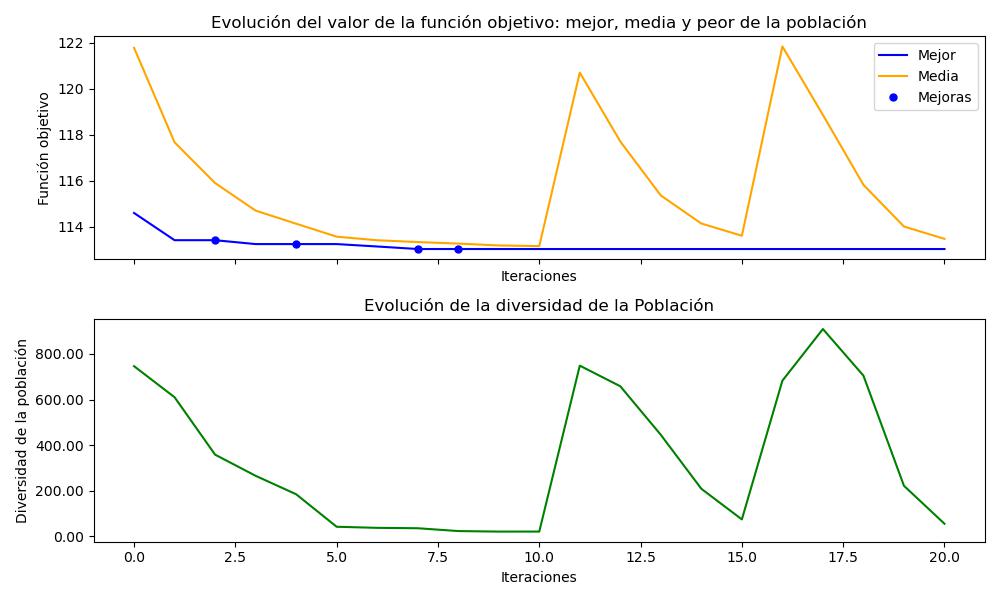 Evolución del valor de la función objetivo: mejor, media y peor de la población
122
120
118
116
114
Función objetivo
Mejor
Media
Mejoras
Iteraciones
Evolución de la diversidad de la Población
800.00
600.00
400.00
200.00
0.00
Diversidad de la población
0.0 2.5 5.0 7.5 10.0 12.5 15.0 17.5 20.0
Iteraciones